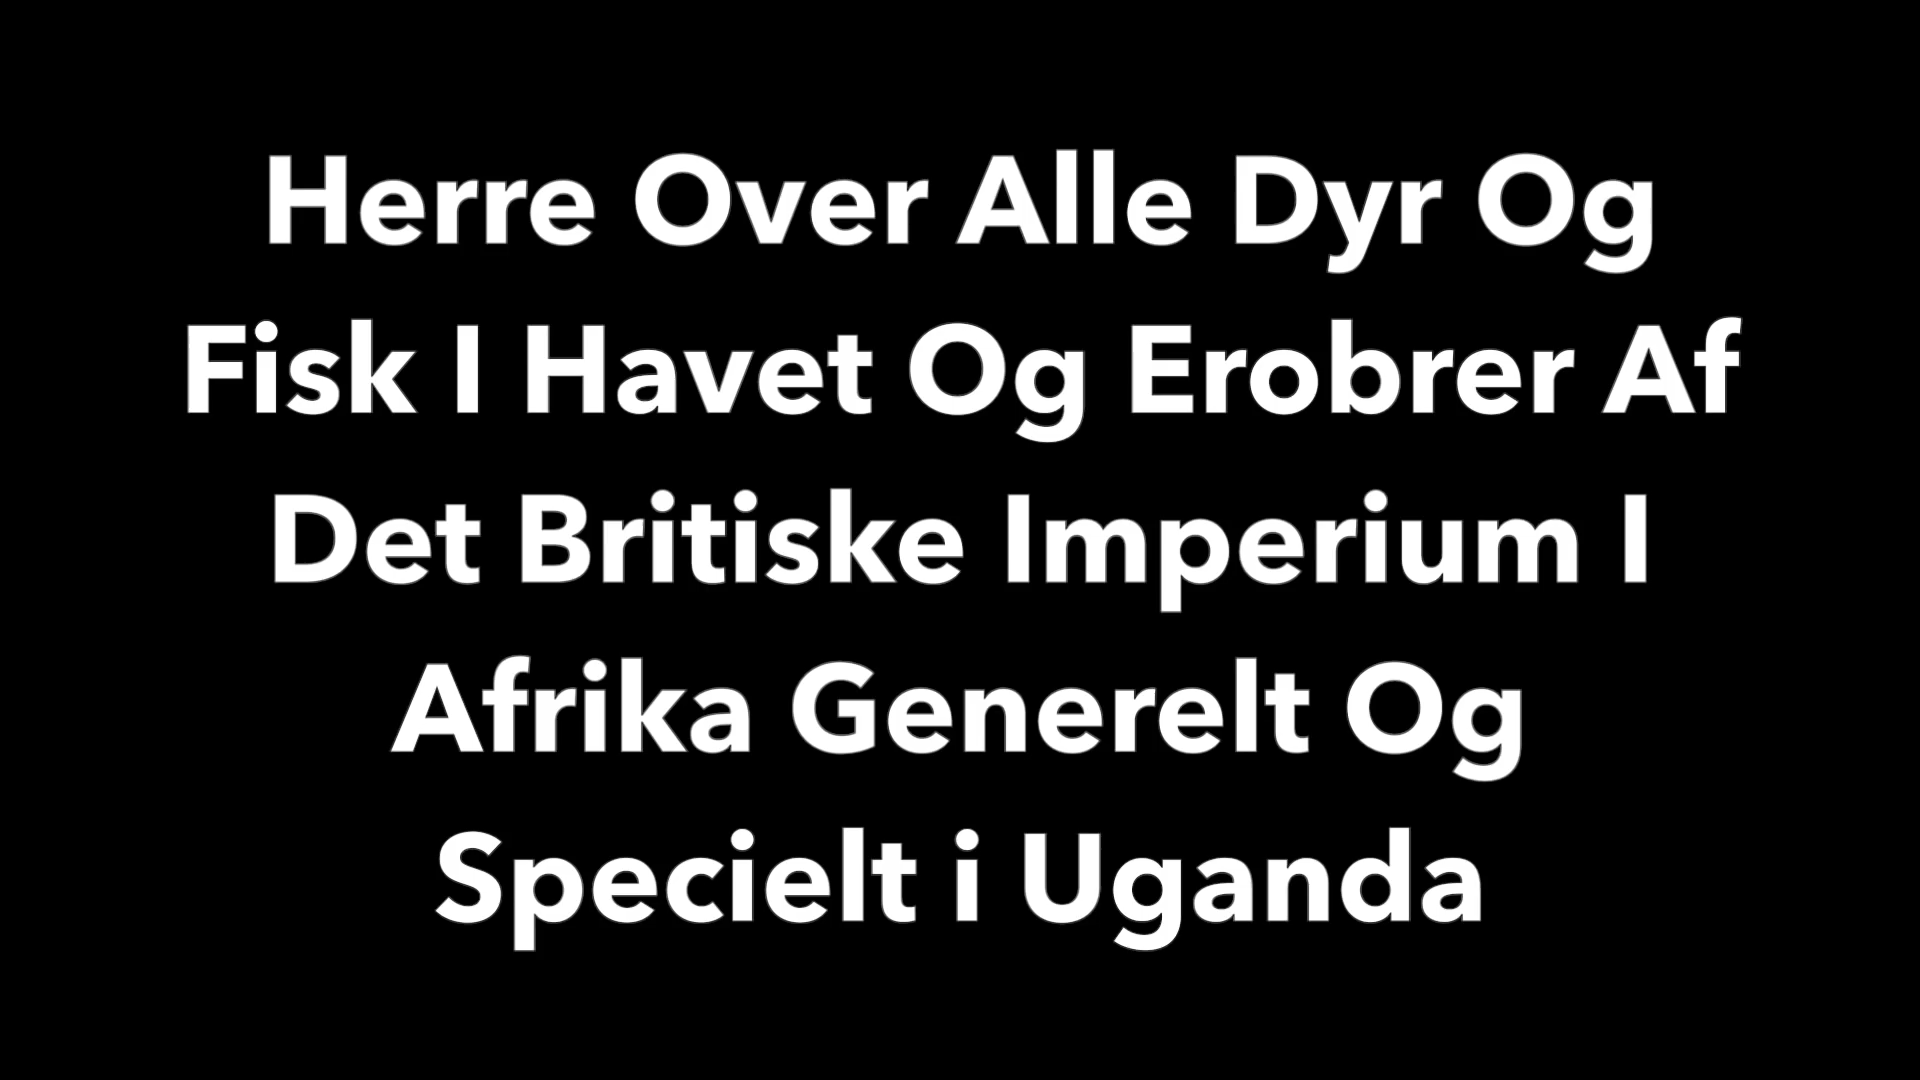 Herre Over Alle Dyr Og
Fisk I Havet Og Erobrer Af
Det Britiske Imperium I
Afrika Generelt Og
Specielt i Uganda